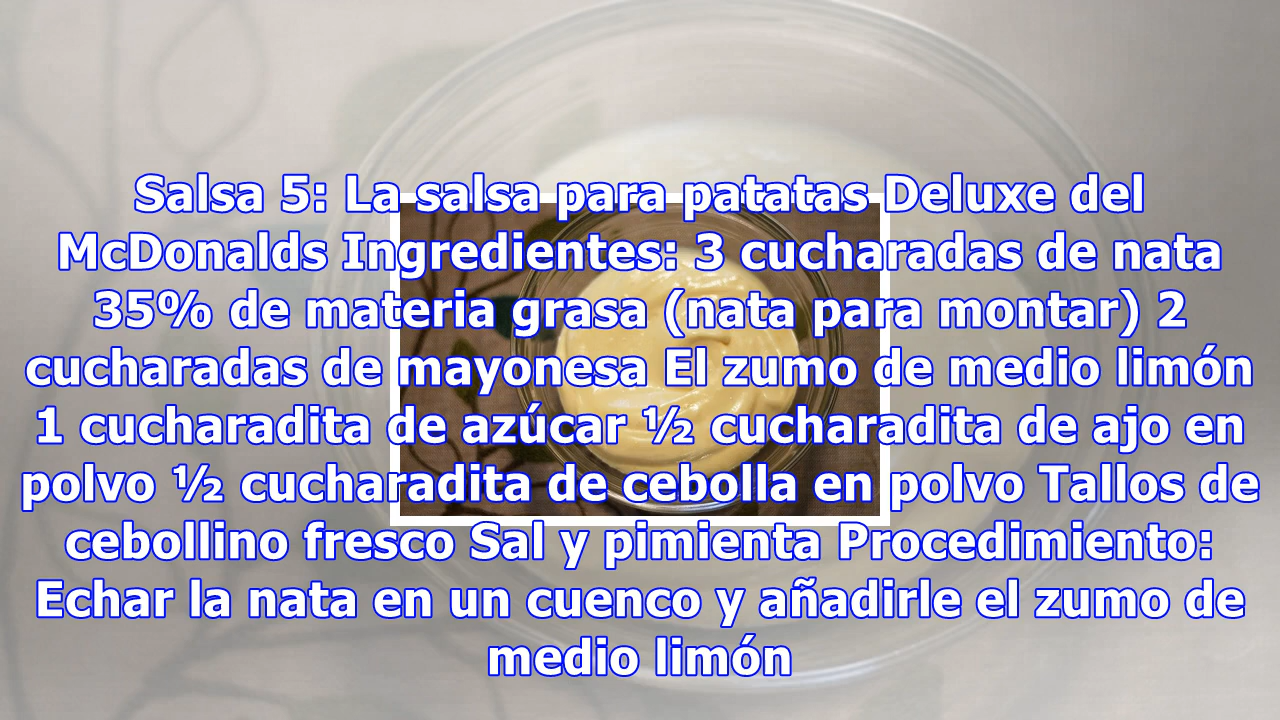 Salsa 5: La salsa para patatas Deluxe del
McDonalds Ingredientes: 3 cucharadas de nata
35% de materia grasa (nata para montar) 2
cucharadas de mayonesa El zumo de medio limón
1 cucharadita de azúcar ½ cucharadita de ajo en
polvo ½ cucharadita de cebolla en polvo Tallos de
cebollino fresco Sal y pimienta Procedimiento:
Echar la nata en un cuenco y añadirle el zumo de
medio limón